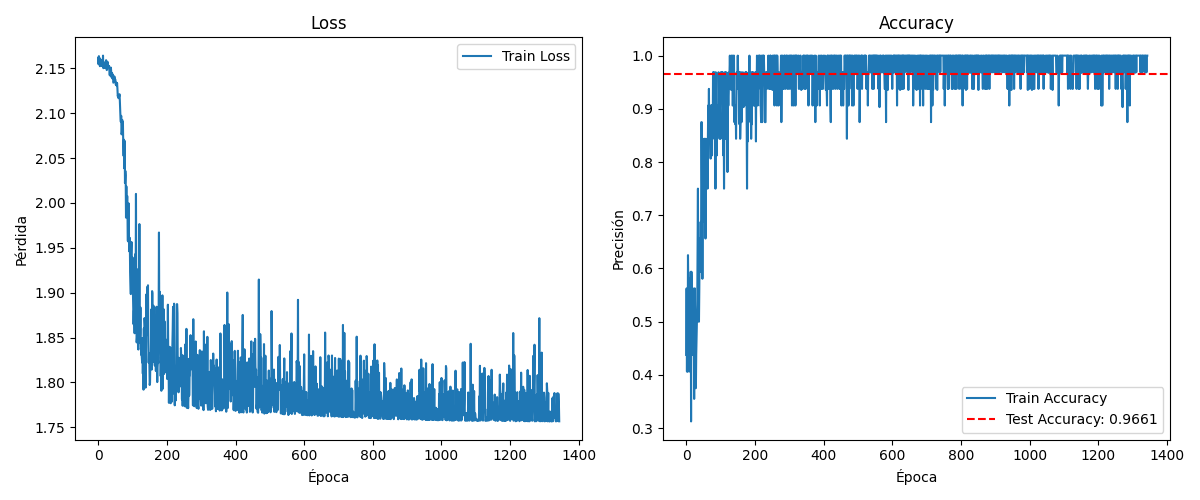 Loss
Pérdida
2.15
2.10
2.05
2.00
1.95
1.90
1.85
1.80
1.75
Train Loss
0 200 400 600 800 1000 1200 1400
Época
Accuracy
Precisión
1.0
0.9
0.8
0.7
0.6
0.5
0.4
0.3
Train Accuracy
Test Accuracy: 0.9661
0 200 400 600 800 1000 1200 1400
Época